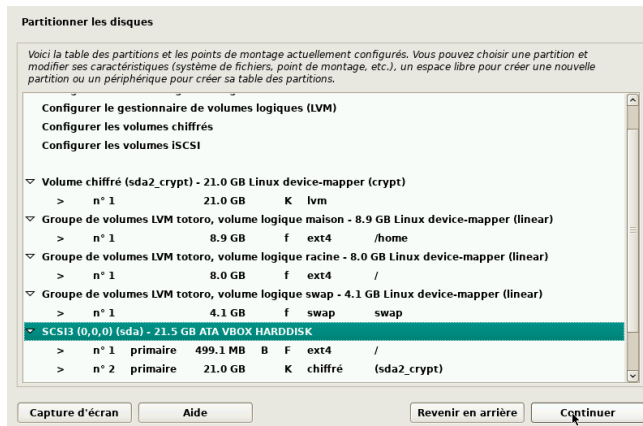 Partitionner les disques
Voici la table des partitions et les points de montage actuellement configurés. Vous pouvez choisir une partition et
modifier ses caractéristiques (système de fichiers, point de montage, etc.), un espace libre pour créer une nouvelle
partition ou un périphérique pour créer sa table des partitions.
Configurer le gestionnaire de volumes logiques (LVM)
Configurer les volumes chiffrés
Configurer les volumes iSCSI
Volume chiffré (sda2_crypt) - 21.0 GB Linux device-mapper (crypt)
> n° 1 21.0 GB K lvm
Groupe de volumes LVM totoro, volume logique maison - 8.9 GB Linux device-mapper (linear)
> n° 1 8.9 GB f ext4 /home
Groupe de volumes LVM totoro, volume logique racine - 8.0 GB Linux device-mapper (linear)
> n° 1 8.0 GB f ext4 /
Groupe de volumes LVM totoro, volume logique swap - 4.1 GB Linux device-mapper (linear)
> n° 1 4.1 GB f swap swap
SCSI3 (0,0,0) (sda) - 21.5 GB ATA VBOX HARDDISK
> n° 1 primaire 499.1 MB B F ext4 /
> n° 2 primaire 21.0 GB K chiffré (sda2_crypt)
Capture d'écran Aide Revenir en arrière Continuer